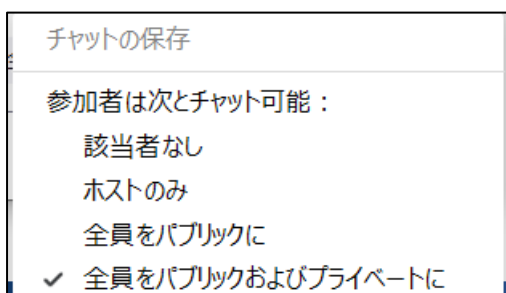 チャットの保存
参加者は次とチャット可能：
該当者なし
ホストのみ
全員をパブリックに
✓ 全員をパブリックおよびプライベートに